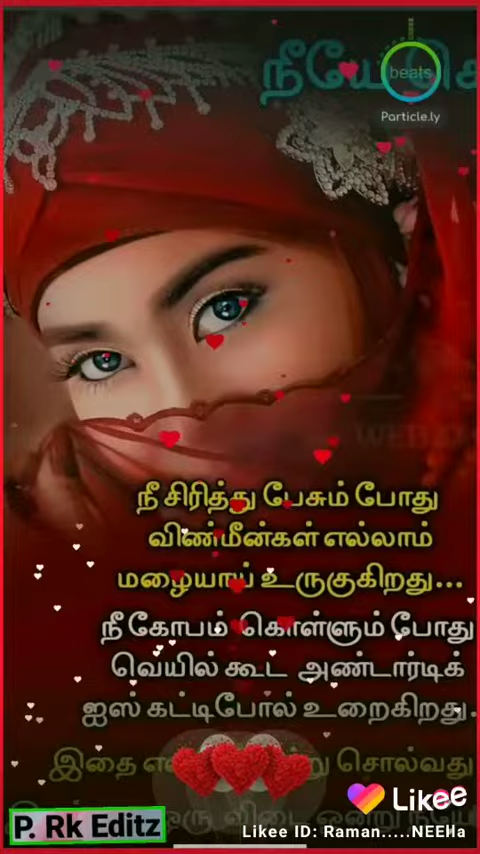 beats
Particle.ly
நீ சிரித்து பேசும் போது
விண்மீன்கள் எல்லாம்
மழையாய் உருகுகிறது...
நீ கோபம் கொள்ளும் போது
வெயில் கூட அண்டார்டிக்
ஐஸ் கட்டிபோல் உறைகிறது.
இதை சொல்வது
Likee
P. Rk Editz
Likee ID: Raman.....NEEHa